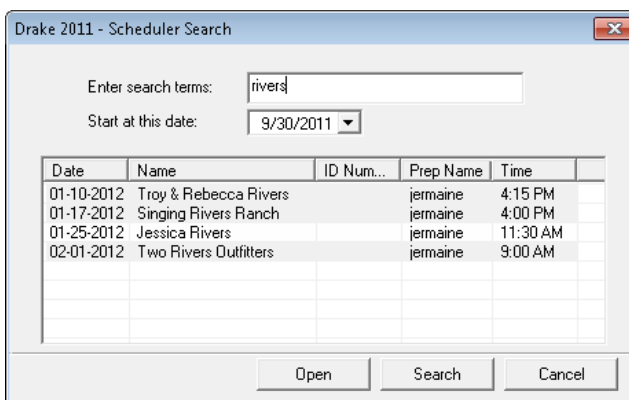 Drake 2011 - Scheduler Search
Enter search terms: rivers
Start at this date: 9/30/2011
Date Name ID Num... Prep Name Time
01-10-2012 Troy & Rebecca Rivers jermaine 4:15 PM
01-17-2012 Singing Rivers Ranch jermaine 4:00 PM
01-25-2012 Jessica Rivers jermaine 11:30 AM
02-01-2012 Two Rivers Outfitters jermaine 9:00 AM
Open Search Cancel